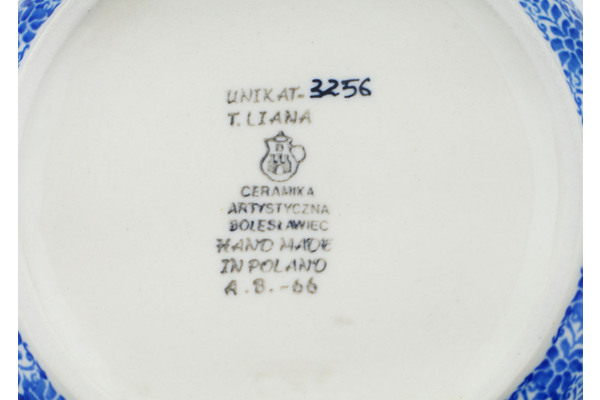 UNIKAT-3256
T. LIANA
CERAMIKA
ARTYSTYCZNA
BOLESŁAWIEC
HAND MADE
IN POLAND
A.B.-66